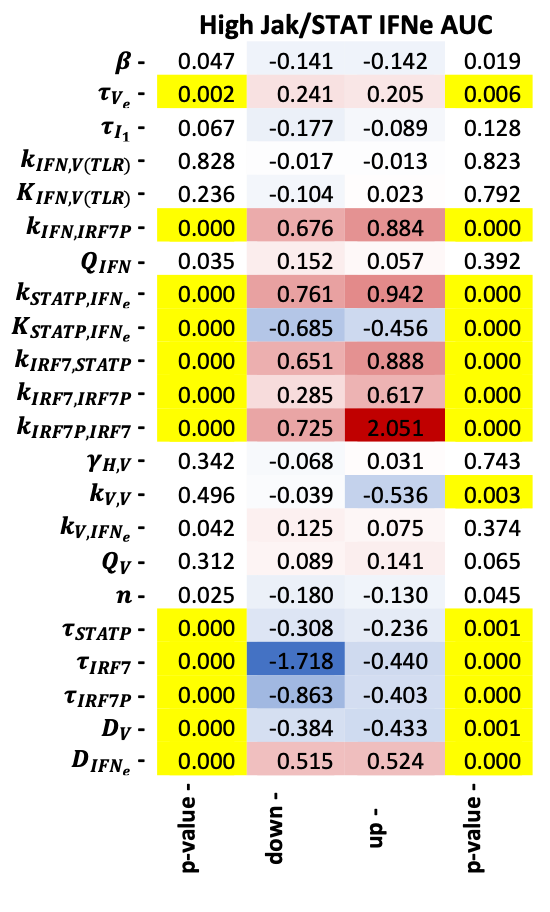 High Jak/STAT IFNe AUC
β - 0.047 -0.141 -0.142 0.019
τ_{V_e} - 0.002 0.241 0.205 0.006
τ_{I_1} - 0.067 -0.177 -0.089 0.128
k_{IFN,V(TLR)} - 0.828 -0.017 -0.013 0.823
K_{IFN,V(TLR)} - 0.236 -0.104 0.023 0.792
k_{IFN,IRF7P} - 0.000 0.676 0.884 0.000
Q_{IFN} - 0.035 0.152 0.057 0.392
k_{STATP,IFN_e} - 0.000 0.761 0.942 0.000
K_{STATP,IFN_e} - 0.000 -0.685 -0.456 0.000
k_{IRF7,STATP} - 0.000 0.651 0.888 0.000
k_{IRF7,IRF7P} - 0.000 0.285 0.617 0.000
k_{IRF7P,IRF7} - 0.000 0.725 2.051 0.000
γ_{H,V} - 0.342 -0.068 0.031 0.743
k_{V,V} - 0.496 -0.039 -0.536 0.003
k_{V,IFN_e} - 0.042 0.125 0.075 0.374
Q_V - 0.312 0.089 0.141 0.065
n - 0.025 -0.180 -0.130 0.045
τ_{STATP} - 0.000 -0.308 -0.236 0.001
τ_{IRF7} - 0.000 -1.718 -0.440 0.000
τ_{IRF7P} - 0.000 -0.863 -0.403 0.000
D_V - 0.000 -0.384 -0.433 0.001
D_{IFN_e} - 0.000 0.515 0.524 0.000
p-value - down - up - p-value -